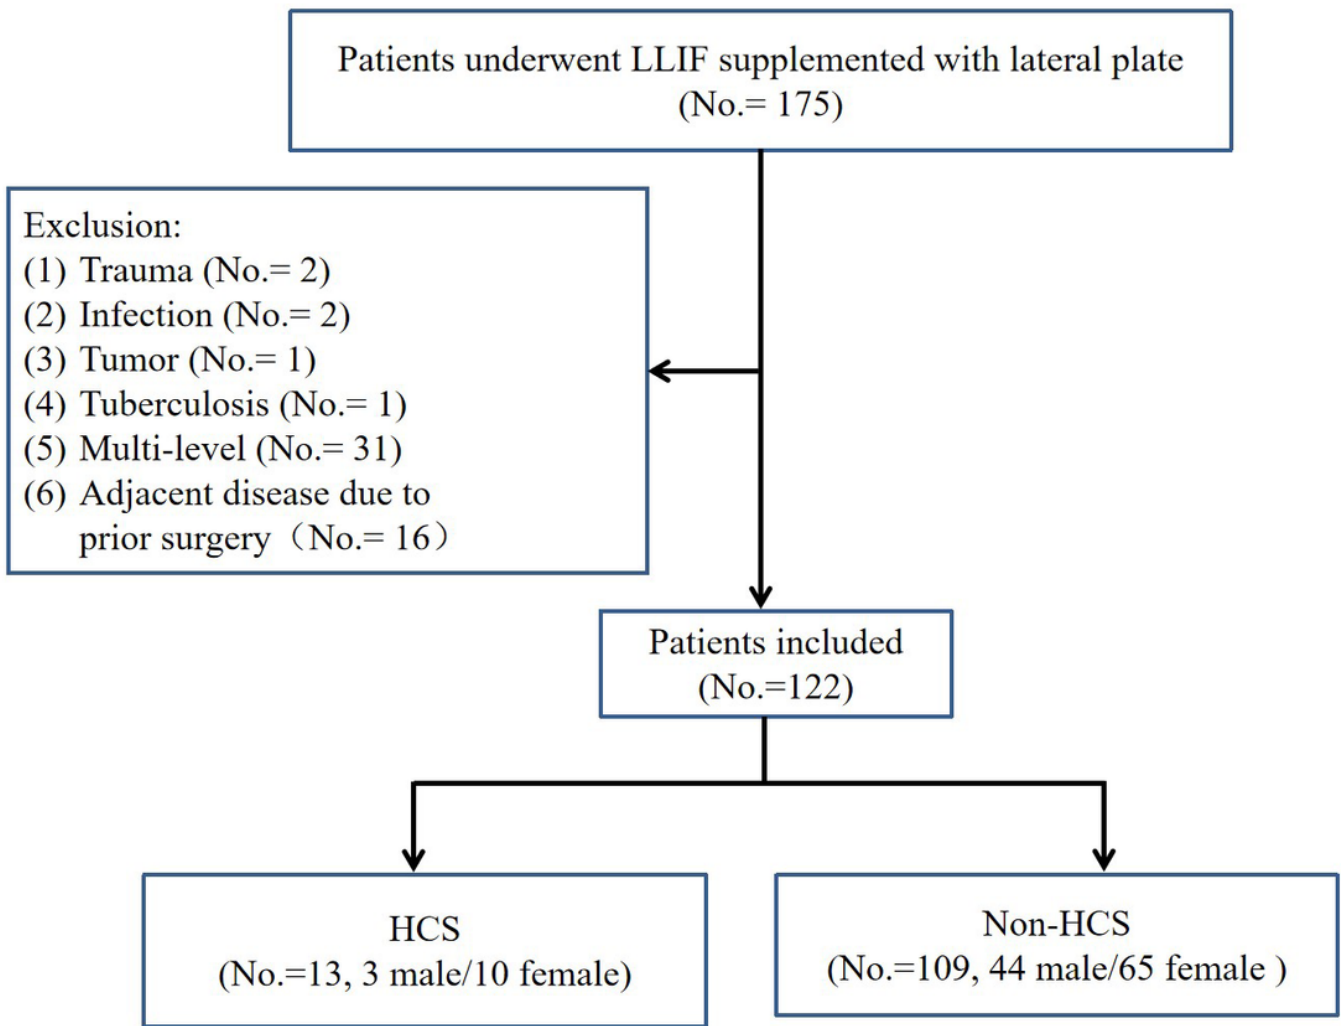 Patients underwent LLIF supplemented with lateral plate
(No.= 175)
Exclusion:
(1) Trauma (No.= 2)
(2) Infection (No.= 2)
(3) Tumor (No.= 1)
(4) Tuberculosis (No.= 1)
(5) Multi-level (No.= 31)
(6) Adjacent disease due to
prior surgery（No.= 16）
Patients included
(No.=122)
HCS
(No.=13, 3 male/10 female)
Non-HCS
(No.=109, 44 male/65 female )